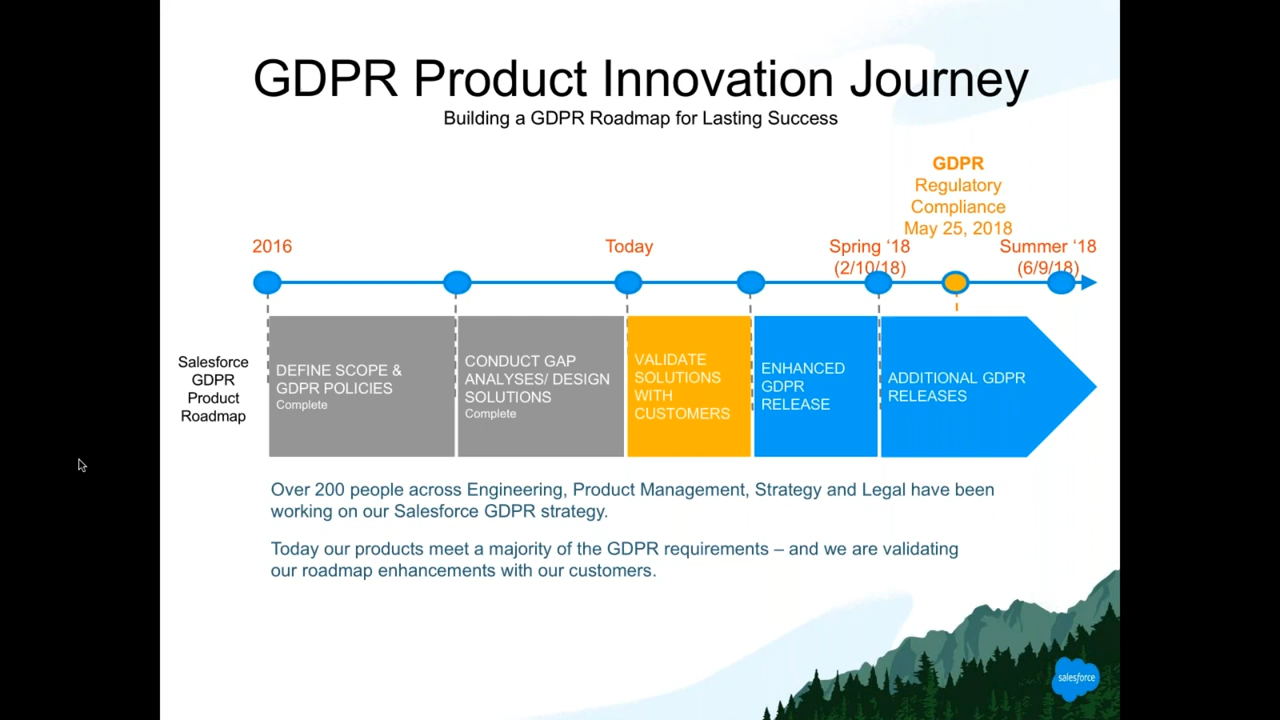 GDPR Product Innovation Journey
Building a GDPR Roadmap for Lasting Success
GDPR
Regulatory
Compliance
May 25, 2018
2016
Today
Spring ‘18
(2/10/18)
Summer ‘18
(6/9/18)
Salesforce
GDPR
Product
Roadmap
DEFINE SCOPE &
GDPR POLICIES
Complete
CONDUCT GAP
ANALYSES/ DESIGN
SOLUTIONS
Complete
VALIDATE
SOLUTIONS
WITH
CUSTOMERS
ENHANCED
GDPR
RELEASE
ADDITIONAL GDPR
RELEASES
Over 200 people across Engineering, Product Management, Strategy and Legal have been
working on our Salesforce GDPR strategy.
Today our products meet a majority of the GDPR requirements – and we are validating
our roadmap enhancements with our customers.
salesforce